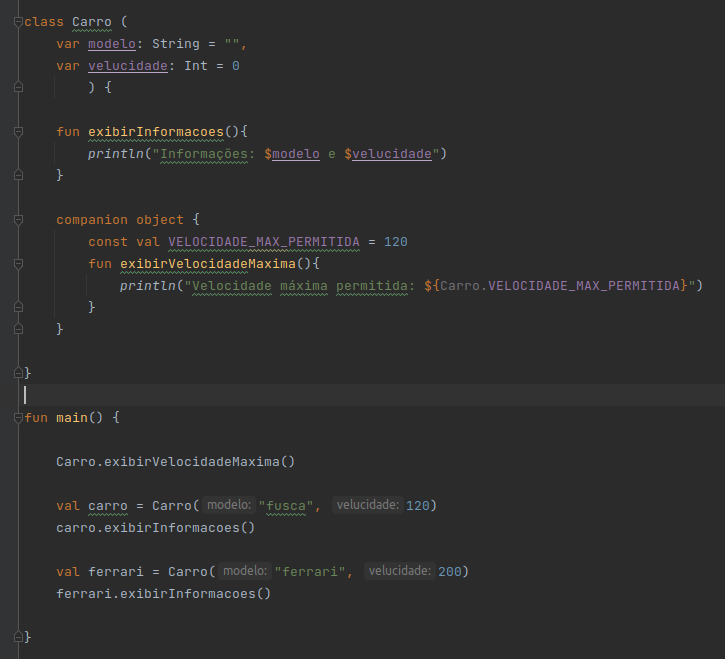 class Carro (
    var modelo: String = "",
    var velocidade: Int = 0
        ) {
    fun exibirInformacoes(){
        println("Informações: $modelo e $velucidade")
    }
    companion object {
        const val VELOCIDADE_MAX_PERMITIDA = 120
        fun exibirVelocidadeMaxima(){
            println("Velocidade máxima permitida: ${Carro.VELOCIDADE_MAX_PERMITIDA}")
        }
    }
}
fun main() {
    Carro.exibirVelocidadeMaxima()
    val carro = Carro( modelo: "fusca", velucidade: 120)
    carro.exibirInformacoes()
    val ferrari = Carro( modelo: "ferrari", velucidade: 200)
    ferrari.exibirInformacoes()
}